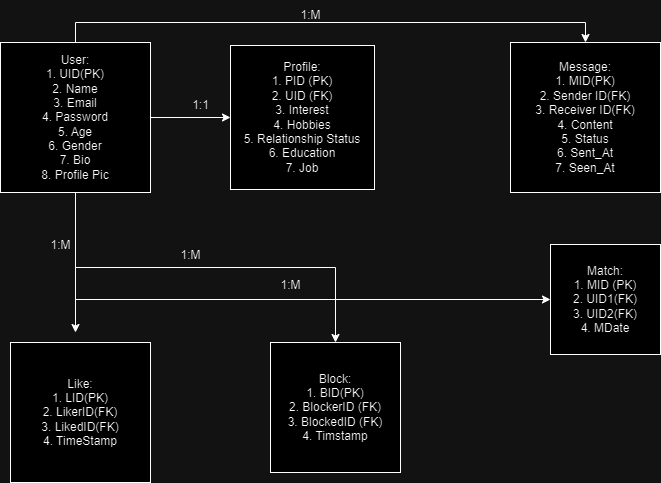 1:M
User:
1. UID(PK)
2. Name
3. Email
4. Password
5. Age
6. Gender
7. Bio
8. Profile Pic
1:1
Profile:
1. PID (PK)
2. UID (FK)
3. Interest
4. Hobbies
5. Relationship Status
6. Education
7. Job
Message:
1. MID(PK)
2. Sender ID(FK)
3. Receiver ID(FK)
4. Content
5. Status
6. Sent_At
7. Seen_At
1:M
1:M
1:M
Match:
1. MID (PK)
2. UID1(FK)
3. UID2(FK)
4. MDate
Like:
1. LID(PK)
2. LikerID(FK)
3. LikedID(FK)
4. TimeStamp
Block:
1. BID(PK)
2. BlockerID (FK)
3. BlockedID (FK)
4. Timstamp